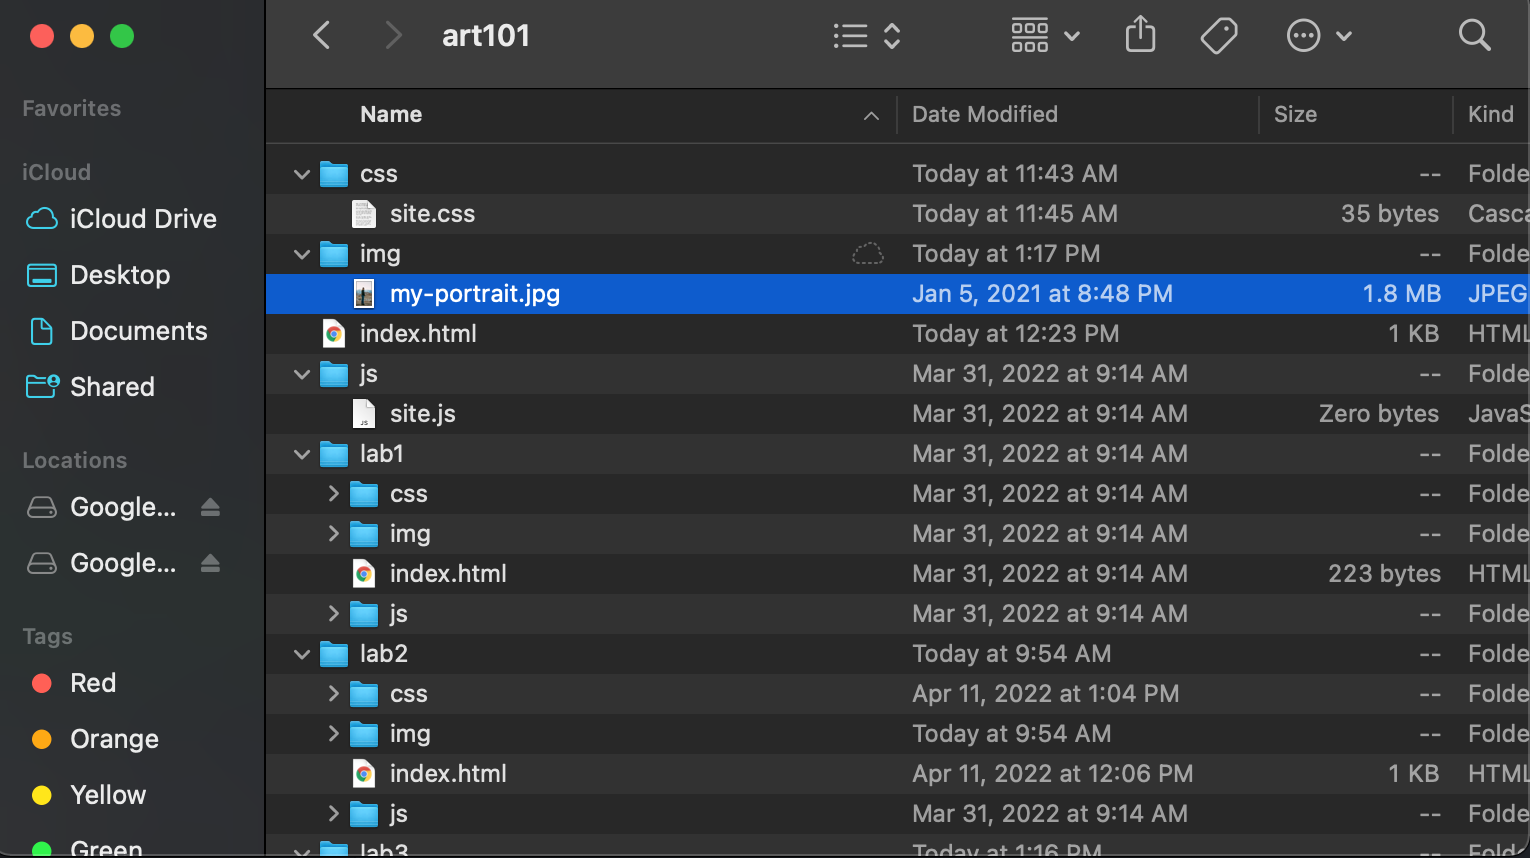 art101
Favorites
iCloud
iCloud Drive
Desktop
Documents
Shared
Locations
Google...
Google...
Tags
Red
Orange
Yellow
Green
Name Date Modified Size Kind
css Today at 11:43 AM -- Folde
site.css Today at 11:45 AM 35 bytes Casca
img Today at 1:17 PM -- Folde
my-portrait.jpg Jan 5, 2021 at 8:48 PM 1.8 MB JPEG
index.html Today at 12:23 PM 1 KB HTML
js Mar 31, 2022 at 9:14 AM -- Folde
site.js Mar 31, 2022 at 9:14 AM Zero bytes JavaS
lab1 Mar 31, 2022 at 9:14 AM -- Folde
css Mar 31, 2022 at 9:14 AM -- Folde
img Mar 31, 2022 at 9:14 AM -- Folde
index.html Mar 31, 2022 at 9:14 AM 223 bytes HTML
js Mar 31, 2022 at 9:14 AM -- Folde
lab2 Today at 9:54 AM -- Folde
css Apr 11, 2022 at 1:04 PM -- Folde
img Today at 9:54 AM -- Folde
index.html Apr 11, 2022 at 12:06 PM 1 KB HTML
js Mar 31, 2022 at 9:14 AM -- Folde
lab3 Today at 1:16 PM -- Folde